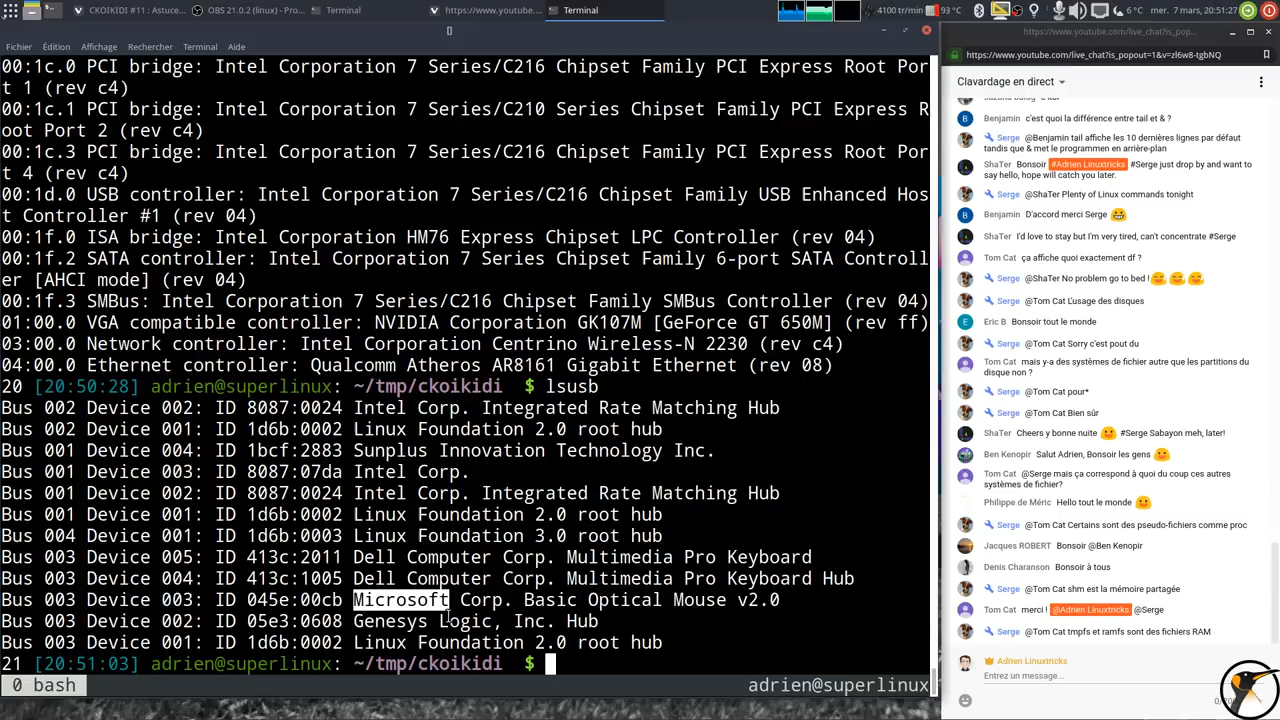 CKOIKIDI #11 : Astuce...
OBS 21.0.2 (linux) - Pro...
Terminal
https://www.youtube....
Terminal
4100 tr/min
93 °C
6 °C
mer. 7 mars, 20:51:27
Fichier Édition Affichage Rechercher Terminal Aide
00:1c.0 PCI bridge: Intel Corporation 7 Series/C216 Chipset Family PCI Express Root Por
t 1 (rev c4)
00:1c.1 PCI bridge: Intel Corporation 7 Series/C210 series Chipset Family PCI Express R
oot Port 2 (rev c4)
00:1c.3 PCI bridge: Intel Corporation 7 Series/C216 Chipset Family PCI Express Root Por
t 4 (rev c4)
00:1d.0 USB controller: Intel Corporation 7 Series/C216 Chipset Family USB Enhanced Hos
t Controller #1 (rev 04)
00:1f.0 ISA bridge: Intel Corporation HM76 Express Chipset LPC Controller (rev 04)
00:1f.2 SATA controller: Intel Corporation 7 Series Chipset Family 6-port SATA Controll
[AHCI mode] (rev 04)
00:1f.3 SMBus: Intel Corporation 7 Series/C216 Chipset Family SMBus Controller (rev 04)
01:00.0 VGA compatible controller: NVIDIA Corporation GK107M [GeForce GT 650M] (rev ff)
03:00.0 Network controller: Intel Corporation Centrino Wireless-N 2230 (rev c4)
04:00.0 Ethernet controller: Qualcomm Atheros AR8161 Gigabit Ethernet (rev 08)
20 [20:50:28] adrien@superlinux: ~/tmp/ckoikidi $ lsusb
Bus 002 Device 002: ID 8087:0024 Intel Corp. Integrated Rate Matching Hub
Bus 002 Device 001: ID 1d6b:0002 Linux Foundation 2.0 root hub
Sunplus Innovation Technology Inc.
Bus 001 Device 003: ID 8087: Intel Corp.
Bus 001 Device 002: ID 8087:0024 Intel Corp. Integrated Rate Matching Hub
Bus 001 Device 001: ID 1d6b:0002 Linux Foundation 2.0 root hub
Linux Foundation 3.0 root hub
Bus 003 Device 005: ID Dell Computer Corp. Multimedi Pro Keyboard
Bus 003 Device 004: ID Dell Computer Corp. Multimedia Pro Keyboard Hub
Bus 003 Device 003: ID Microsoft Corp. Basic Optical Mouse v2.0
Bus 003 Device 002: ID Genesys Logic, Inc. Hub
Bus 003 Device 001: ID 1d6b:0002 Linux Foundation 2.0 root hub
21 [20:51:03] adrien@superlinux: ~/tmp/ckoikidi $
adrien@superlinux
https://www.youtube.com/live_chat?is_pop...
https://www.youtube.com/live_chat?is_popout=1&v=zl6w8-tgbNQ
Clavardage en direct
Benjamin c'est quoi la différence entre tail et & ?
Serge @Benjamin tail affiche les 10 dernières lignes par défaut
tandis que & met le programmen en arrière-plan
ShaTer Bonsoir #Adrien Linuxtricks #Serge just drop by and want to
say hello, hope will catch you later.
Serge @ShaTer Plenty of Linux commands tonight
Benjamin D'accord merci Serge
ShaTer I'd love to stay but I'm very tired, can't concentrate #Serge
Tom Cat ça affiche quoi exactement df ?
Serge @ShaTer No problem go to bed !
Serge @Tom Cat L'usage des disques
Eric B Bonsoir tout le monde
Serge @Tom Cat Sorry c'est pout du
Tom Cat mais y-a des systèmes de fichier autre que les partitions du
disque non ?
Serge @Tom Cat pour*
Serge @Tom Cat Bien sûr
ShaTer Cheers y bonne nuite #Serge Sabayon meh, later!
Ben Kenopir Salut Adrien, Bonsoir les gens
Tom Cat @Serge mais ça correspond à quoi du coup ces autres
systèmes de fichier?
Philippe de Méric Hello tout le monde
Serge @Tom Cat Certains sont des pseudo-fichiers comme proc
Jacques ROBERT Bonsoir @Ben Kenopir
Denis Charanson Bonsoir à tous
Serge @Tom Cat shm est la mémoire partagée
Tom Cat merci ! @Adrien Linuxtricks @Serge
Serge @Tom Cat tmpfs et ramfs sont des fichiers RAM
Adrien Linuxtricks
Entrez un message...